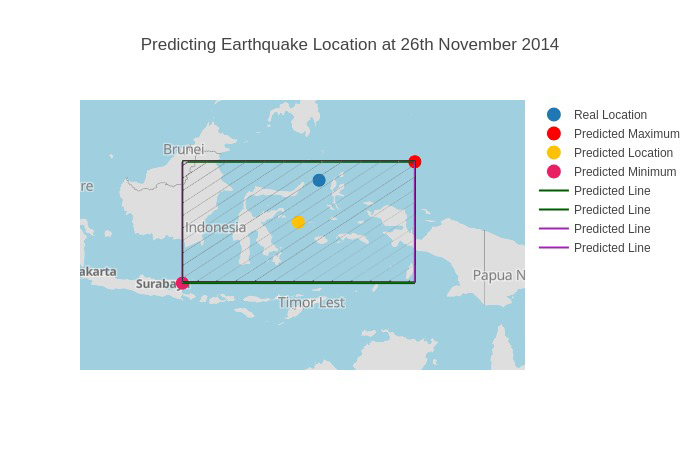 Predicting Earthquake Location at 26th November 2014
Real Location
Predicted Maximum
Predicted Location
Predicted Minimum
Predicted Line
Predicted Line
Predicted Line
Predicted Line
Brunei
re
Indonesia
akarta
Surabay
Papua N
Timor Lest